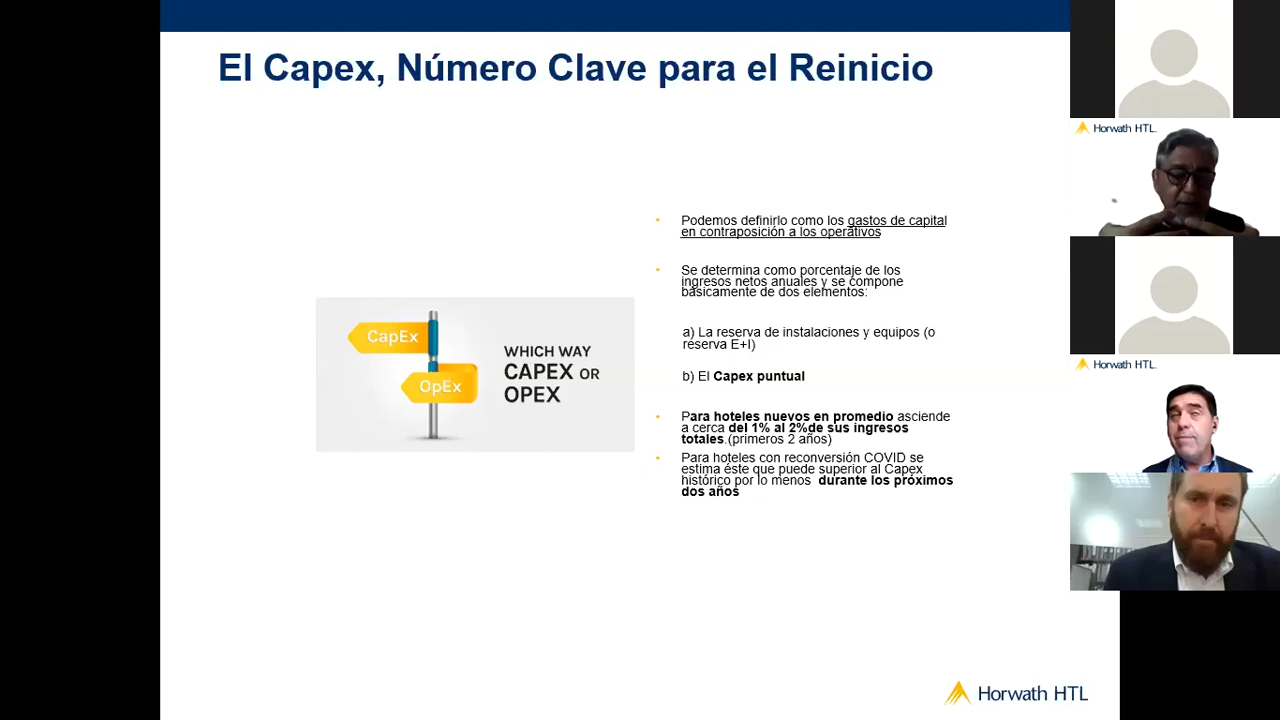 El Capex, Número Clave para el Reinicio
CapEx
OpEx
WHICH WAY
CAPEX OR
OPEX
• Podemos definirlo como los gastos de capital
en contraposición a los operativos
• Se determina como porcentaje de los
ingresos netos anuales y se compone
básicamente de dos elementos:
a) La reserva de instalaciones y equipos (o
reserva E+I)
b) El Capex puntual
• Para hoteles nuevos en promedio asciende
a cerca del 1% al 2%de sus ingresos
totales.(primeros 2 años)
• Para hoteles con reconversión COVID se
estima éste que puede superior al Capex
histórico por lo menos durante los próximos
dos años
Horwath HTL
Horwath HTL.
Horwath HTL.